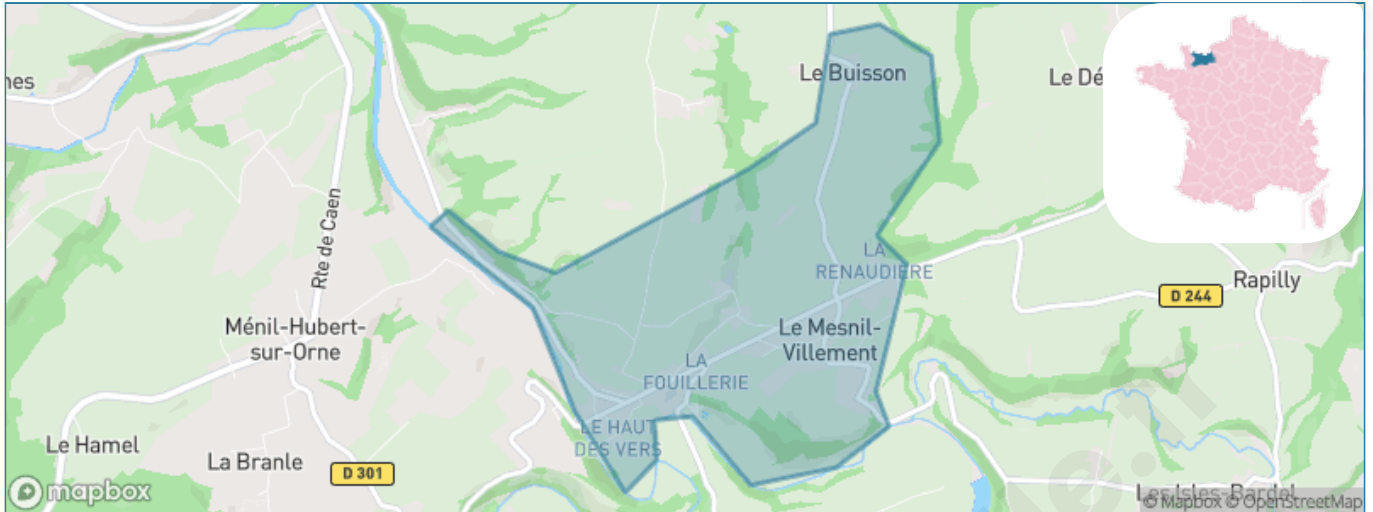 Le Buisson
Le Dé
nes
Rte de Caen
LA
RENAUDIÈRE
D 244
Rapilly
Ménil-Hubert-
sur-Orne
Le Mesnil-
Villement
LA
FOUILLERIE
LE HAUT
DES VERS
Le Hamel
La Branle
D 301
mapbox
Les Isles-Bardel
© Mapbox © OpenStreetMap